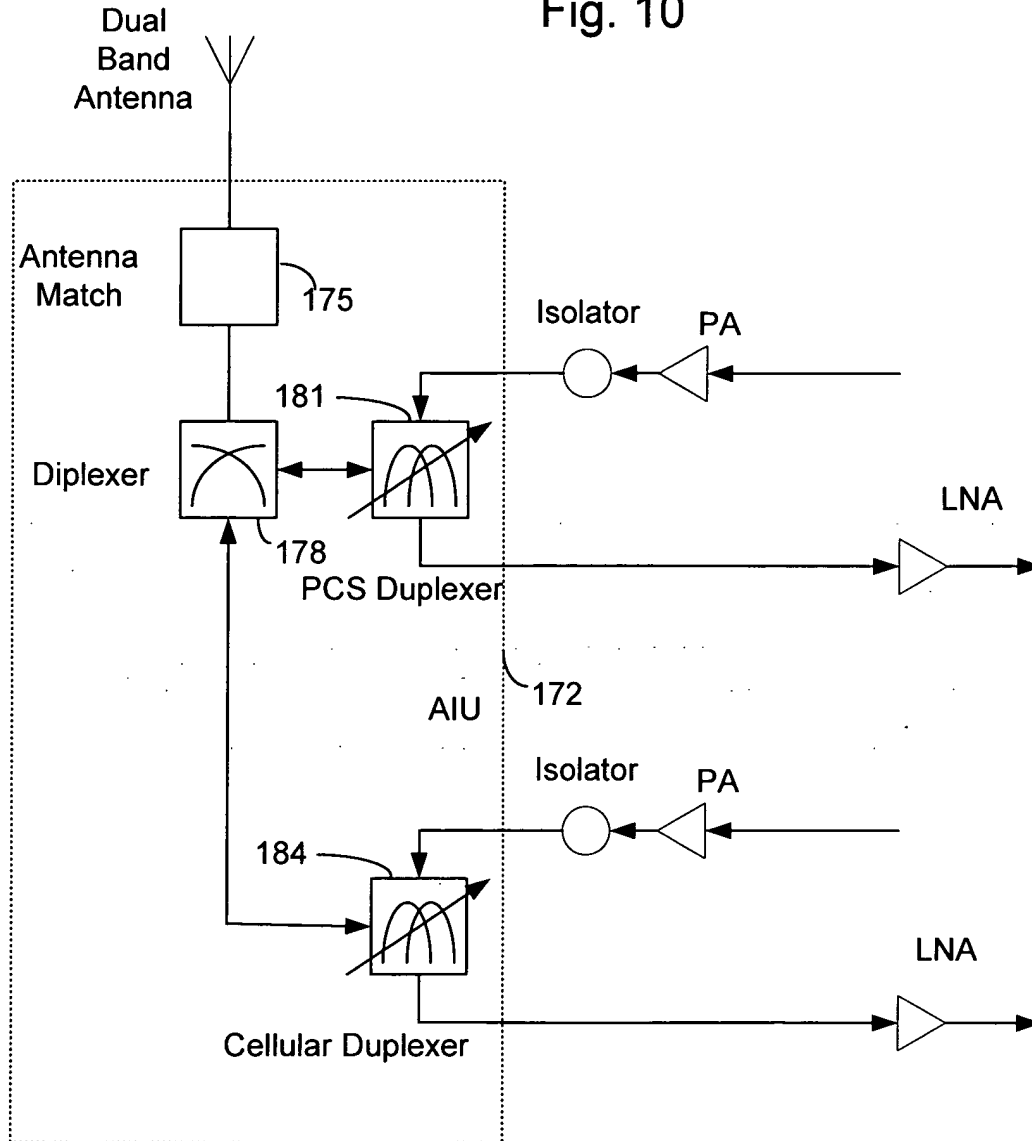 Fig. 10
Dual
Band
Antenna
Antenna
Match
175
Isolator
PA
181
Diplexer
178
LNA
PCS Duplexer
172
AIU
Isolator
PA
184
LNA
Cellular Duplexer